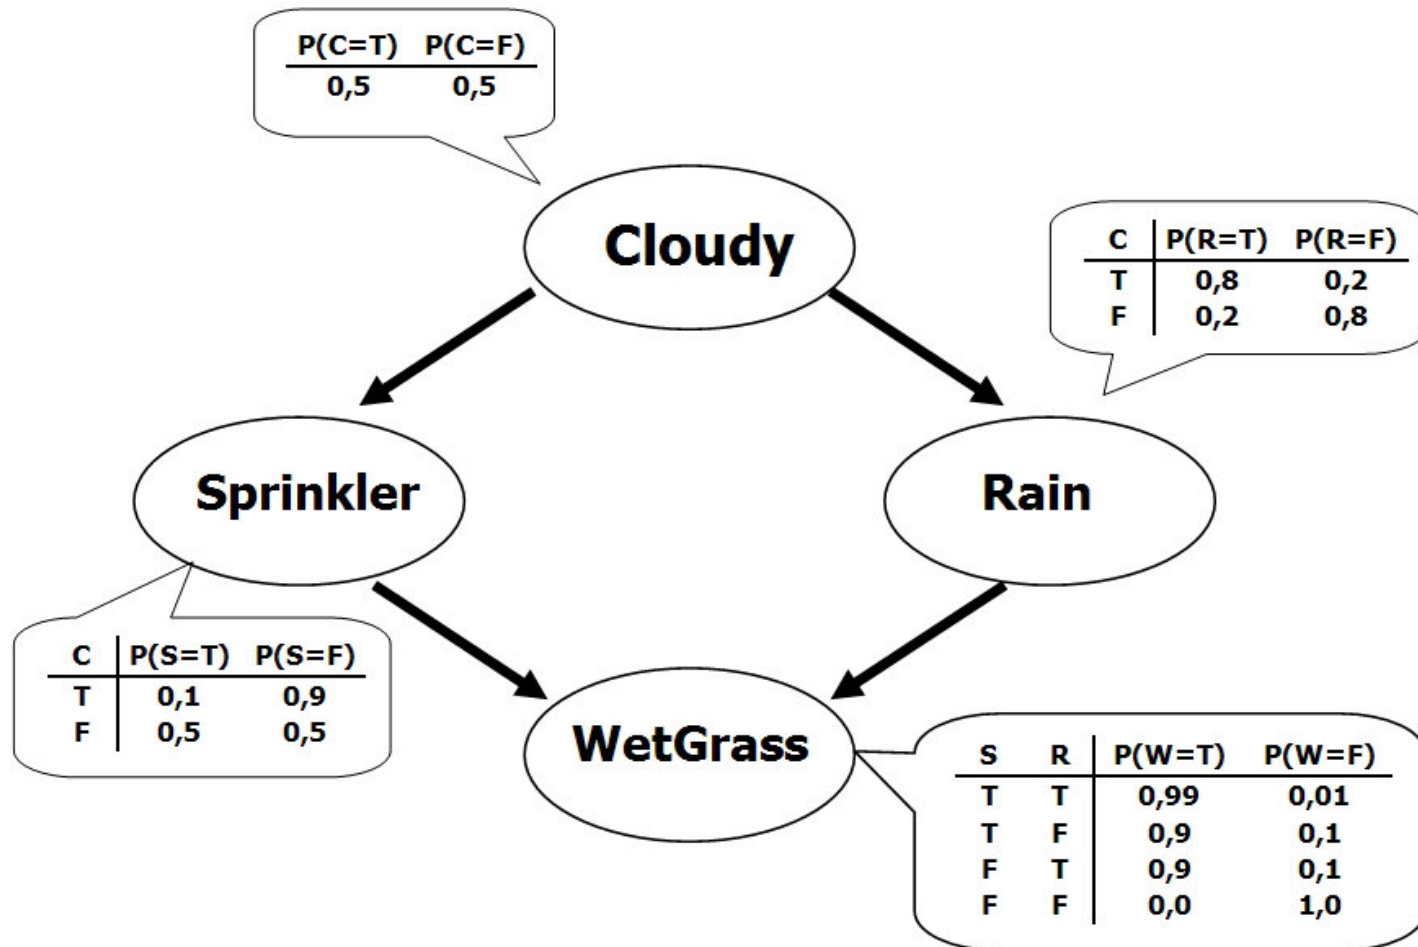 P(C=T) P(C=F)
0,5 0,5
Cloudy
C P(R=T) P(R=F)
T 0,8 0,2
F 0,2 0,8
Sprinkler
Rain
C P(S=T) P(S=F)
T 0,1 0,9
F 0,5 0,5
WetGrass
S R P(W=T) P(W=F)
T T 0,99 0,01
T F 0,9 0,1
F T 0,9 0,1
F F 0,0 1,0